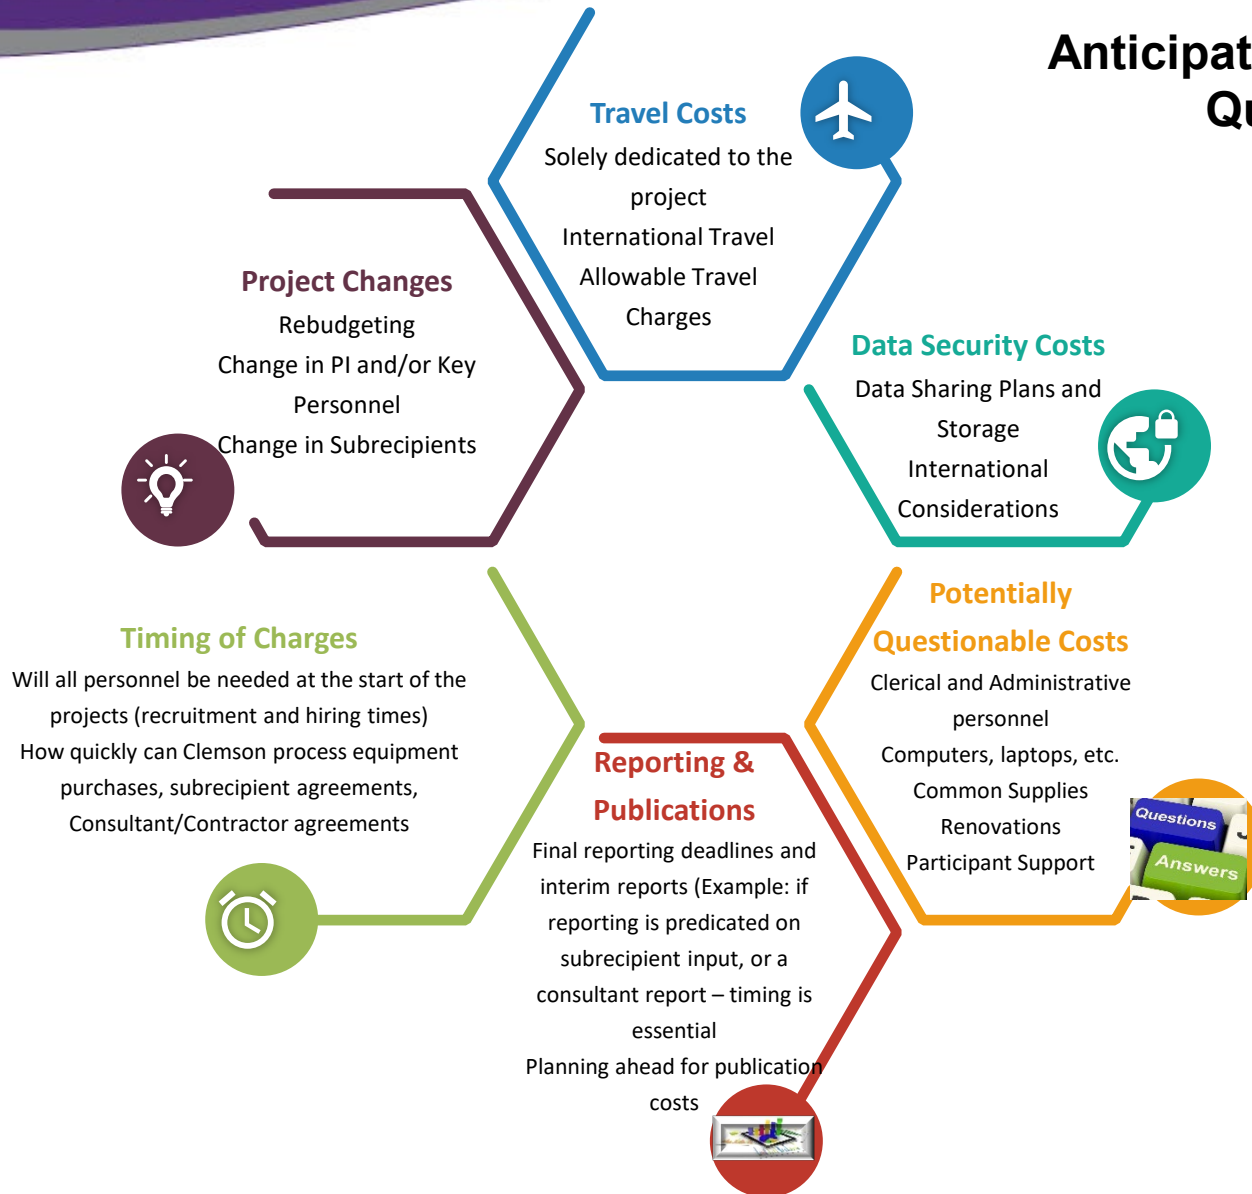 Anticipat
Qu
Travel Costs
Solely dedicated to the
project
International Travel
Allowable Travel
Charges
Project Changes
Rebudgeting
Change in PI and/or Key
Personnel
Change in Subrecipients
Data Security Costs
Data Sharing Plans and
Storage
International
Considerations
Timing of Charges
Will all personnel be needed at the start of the
projects (recruitment and hiring times)
How quickly can Clemson process equipment
purchases, subrecipient agreements,
Consultant/Contractor agreements
Potentially
Questionable Costs
Clerical and Administrative
personnel
Computers, laptops, etc.
Common Supplies
Renovations
Participant Support
Questions
Answers
Reporting &
Publications
Final reporting deadlines and
interim reports (Example: if
reporting is predicated on
subrecipient input, or a
consultant report – timing is
essential
Planning ahead for publication
costs